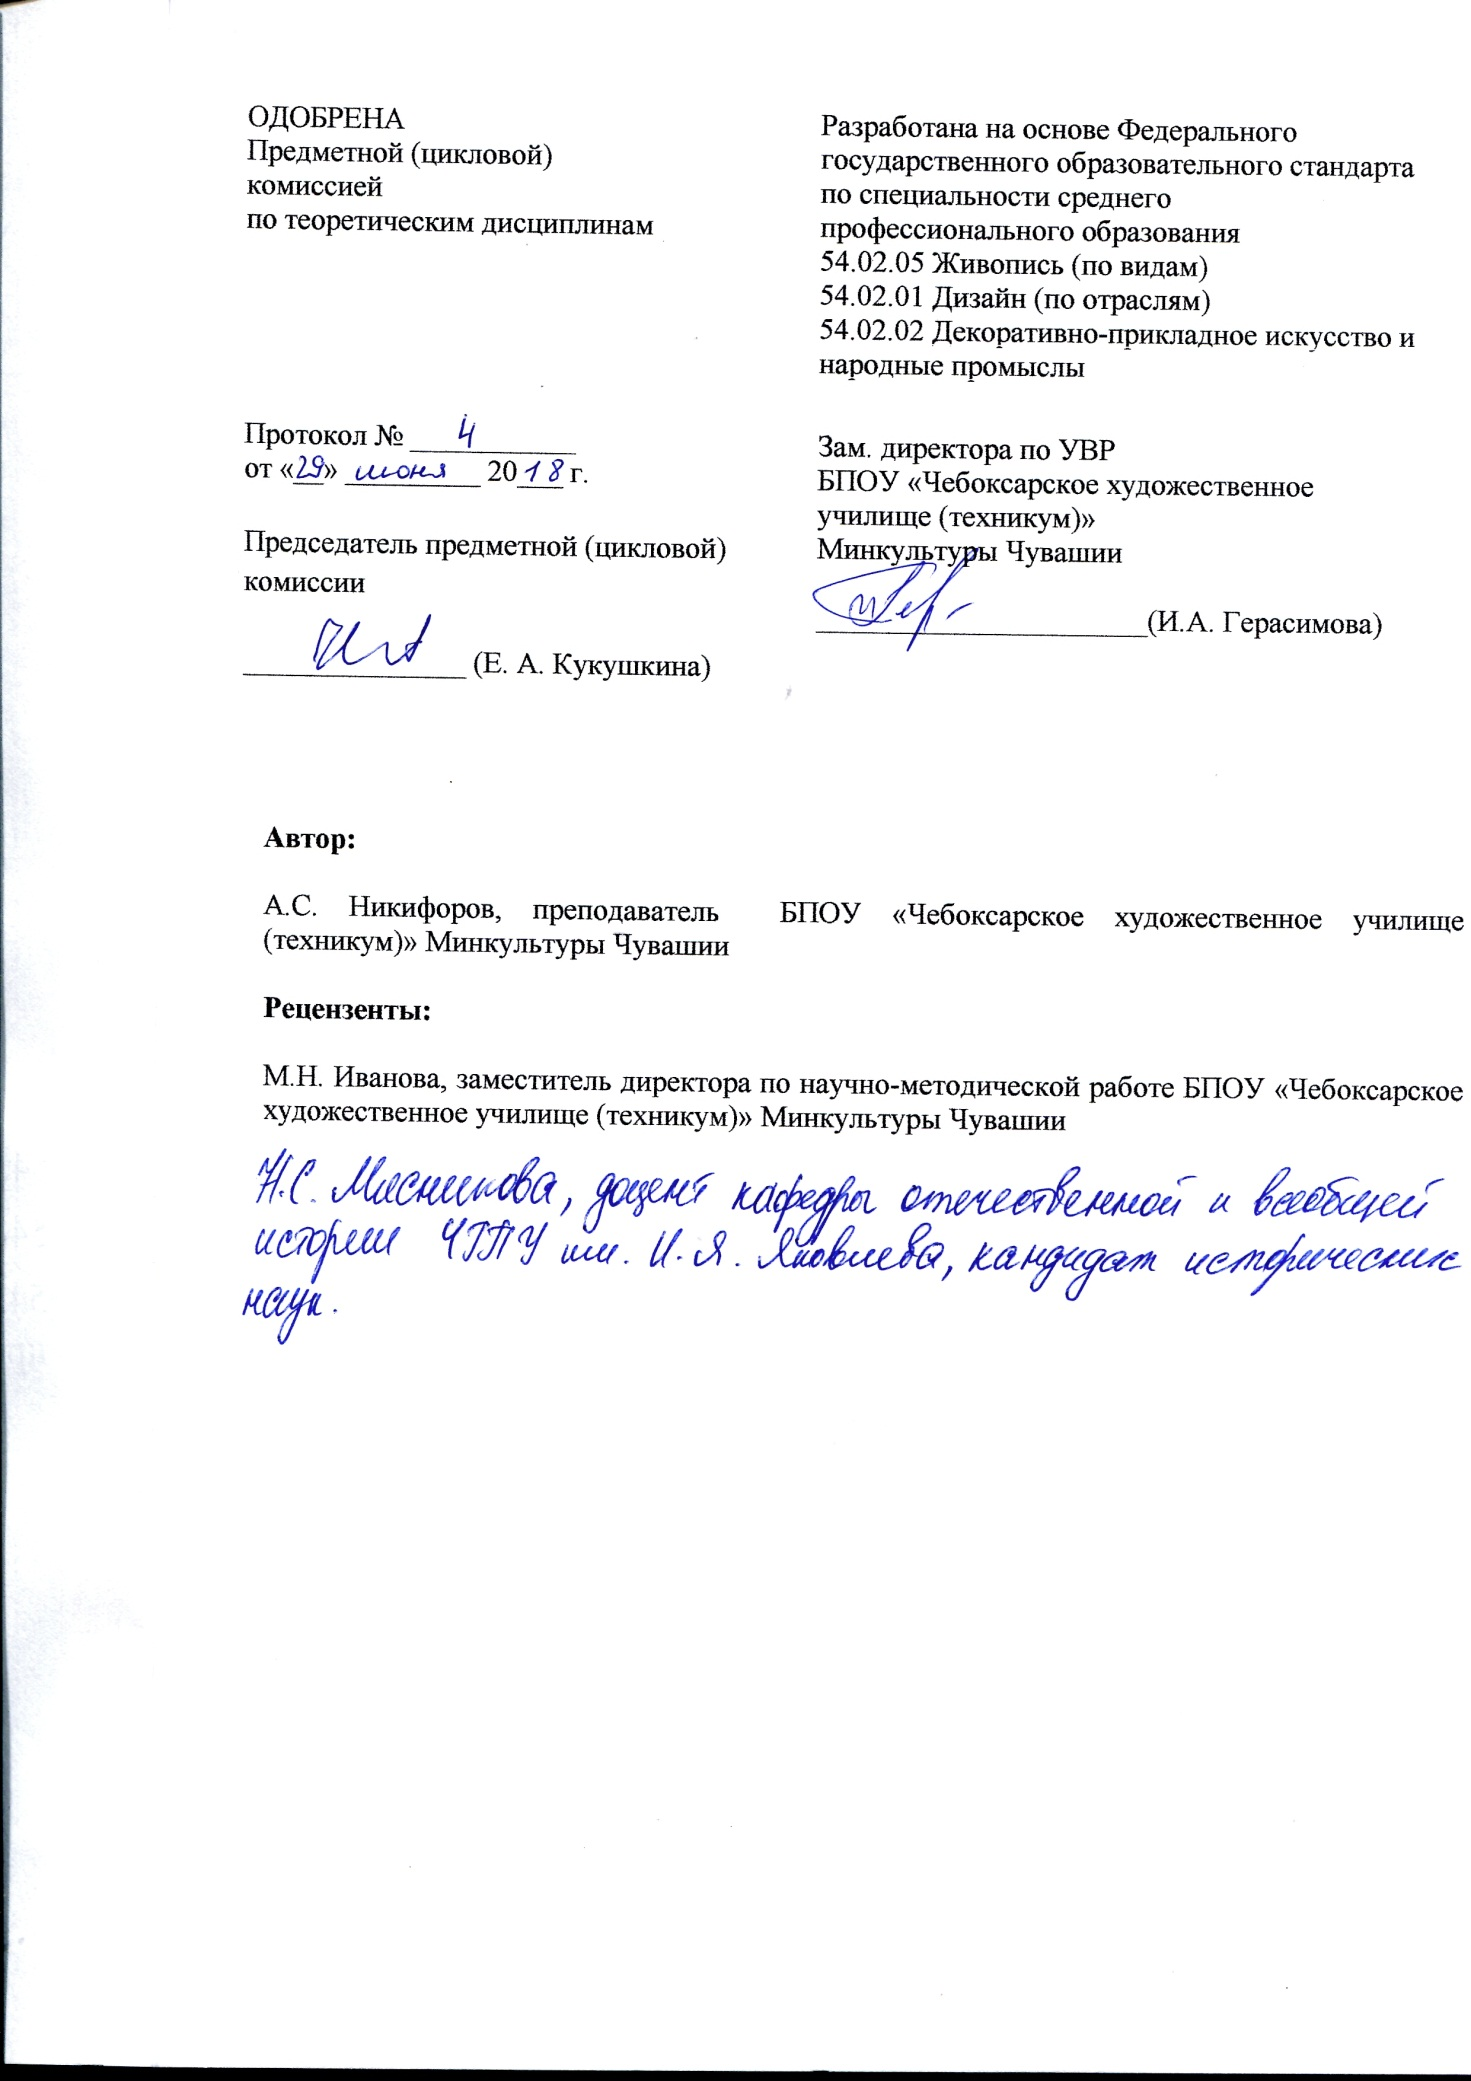 ОДОБРЕНА
Предметной (цикловой)
комиссией
по теоретическим дисциплинам
Протокол № 4
от «29» июня 2018 г.
Председатель предметной (цикловой)
комиссии
(Е. А. Кукушкина)
Разработана на основе Федерального
государственного образовательного стандарта
по специальности среднего
профессионального образования
54.02.05 Живопись (по видам)
54.02.01 Дизайн (по отраслям)
54.02.02 Декоративно-прикладное искусство и
народные промыслы
Зам. директора по УВР
БПОУ «Чебоксарское художественное
училище (техникум)»
Минкультуры Чувашии
(И.А. Герасимова)
Автор:
А.С. Никифоров, преподаватель БПОУ «Чебоксарское художественное училище
(техникум)» Минкультуры Чувашии
Рецензенты:
М.Н. Иванова, заместитель директора по научно-методической работе БПОУ «Чебоксарское
художественное училище (техникум)» Минкультуры Чувашии
Н.С. Мясникова, доцент кафедры отечественной и всеобщей
истории ЧГПУ им. И.Я. Яковлева, кандидат исторических
наук.